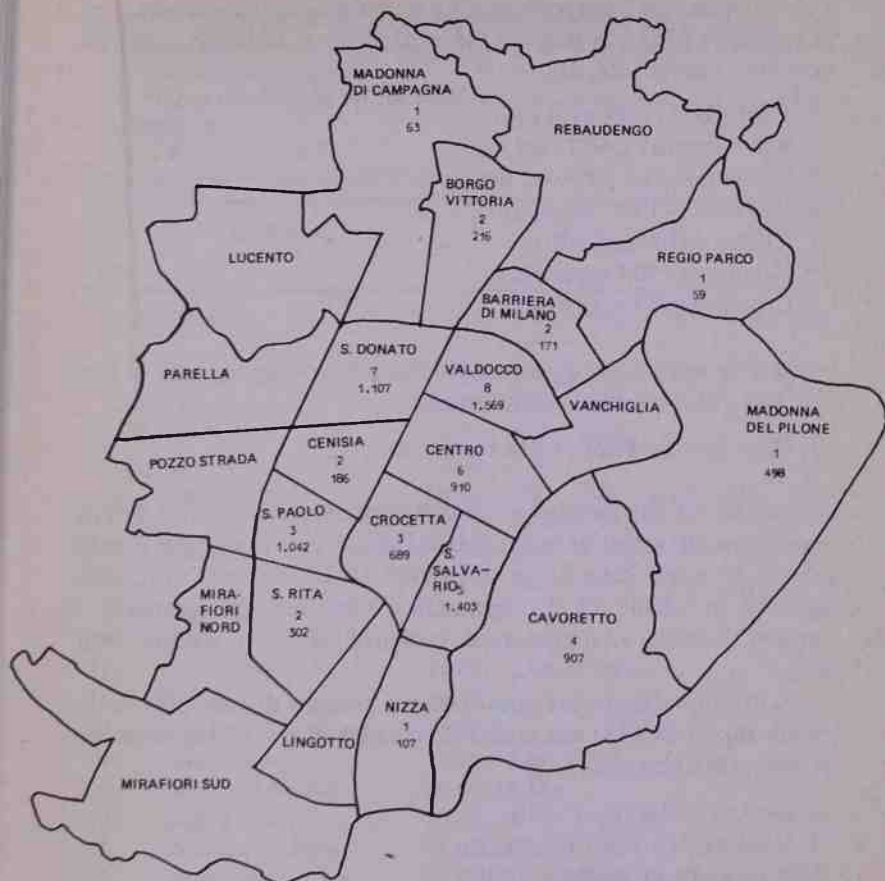 MADONNA
DI CAMPAGNA
1
63
REBAUDENGO
BORGO
VITTORIA
2
216
LUCENTO
REGIO PARCO
1
59
BARRIERA
DI MILANO
2
171
S. DONATO
7
1.107
PARELLA
VALDOCCO
8
1.569
VANCHIGLIA
MADONNA
DEL PILONE
1
498
CENISIA
2
186
CENTRO
6
910
POZZO STRADA
S. PAOLO
3
1.042
CROCETTA
3
689
S.
SALVA-
RIO5
1.403
MIRA-
FIORI
NORD
S. RITA
2
302
CAVORETTO
4
907
NIZZA
1
107
LINGOTTO
MIRAFIORI SUD